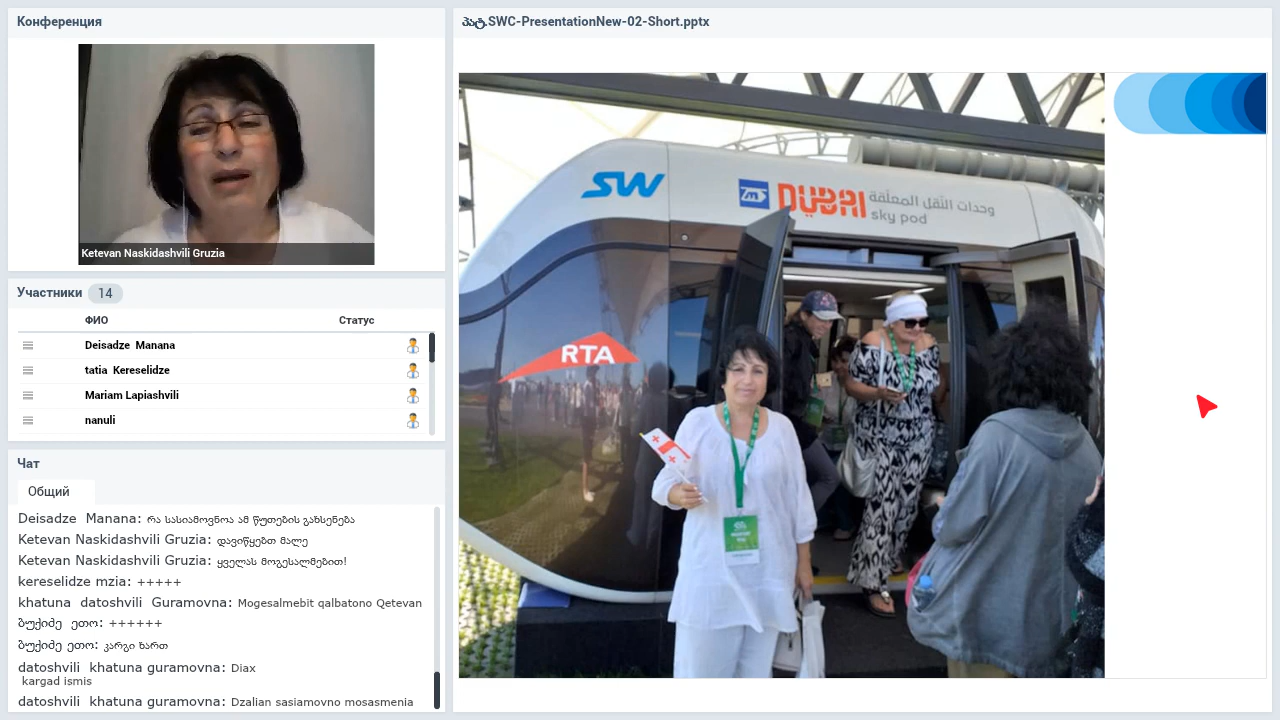 Конференция
Ketevan Naskidashvili Gruzia
Участники 14
ФИО Статус
Deisadze Manana
tatia Kereselidze
Mariam Lapiashvili
nanuli
Чат
Общий
Deisadze Manana: რა სასიამოვნოა ამ წუთების გახსენება
Ketevan Naskidashvili Gruzia: დავიწყებთ მალე
Ketevan Naskidashvili Gruzia: ყველას მოგესალმებით!
kereselidze mzia: +++++
khatuna datoshvili Guramovna: Mogesalmebit qalbatono Qetevan
ბუქიძე ეთო: ++++++
ბუქიძე ეთო: კარგი ხართ
datoshvili khatuna guramovna: Diax
kargad ismis
datoshvili khatuna guramovna: Dzalian sasiamovno mosasmenia
პატ.SWC-PresentationNew-02-Short.pptx
SW
DUBAI
وحدات النقل المعلّقة
sky pod
RTA